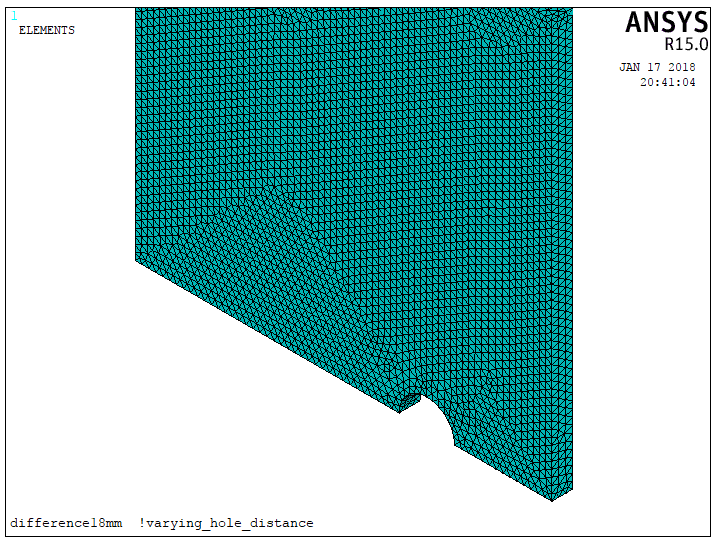 1
ELEMENTS
ANSYS
R15.0
JAN 17 2018
20:41:04
difference18mm !varying_hole_distance